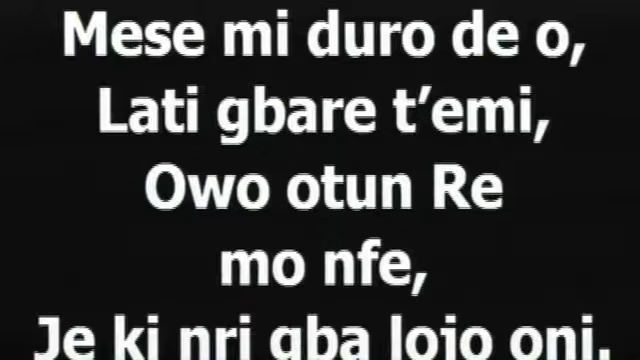 Mese mi duro de o,
Lati gbare t’emi,
Owo otun Re
mo nfe,
Je ki nri gba lojo oni.